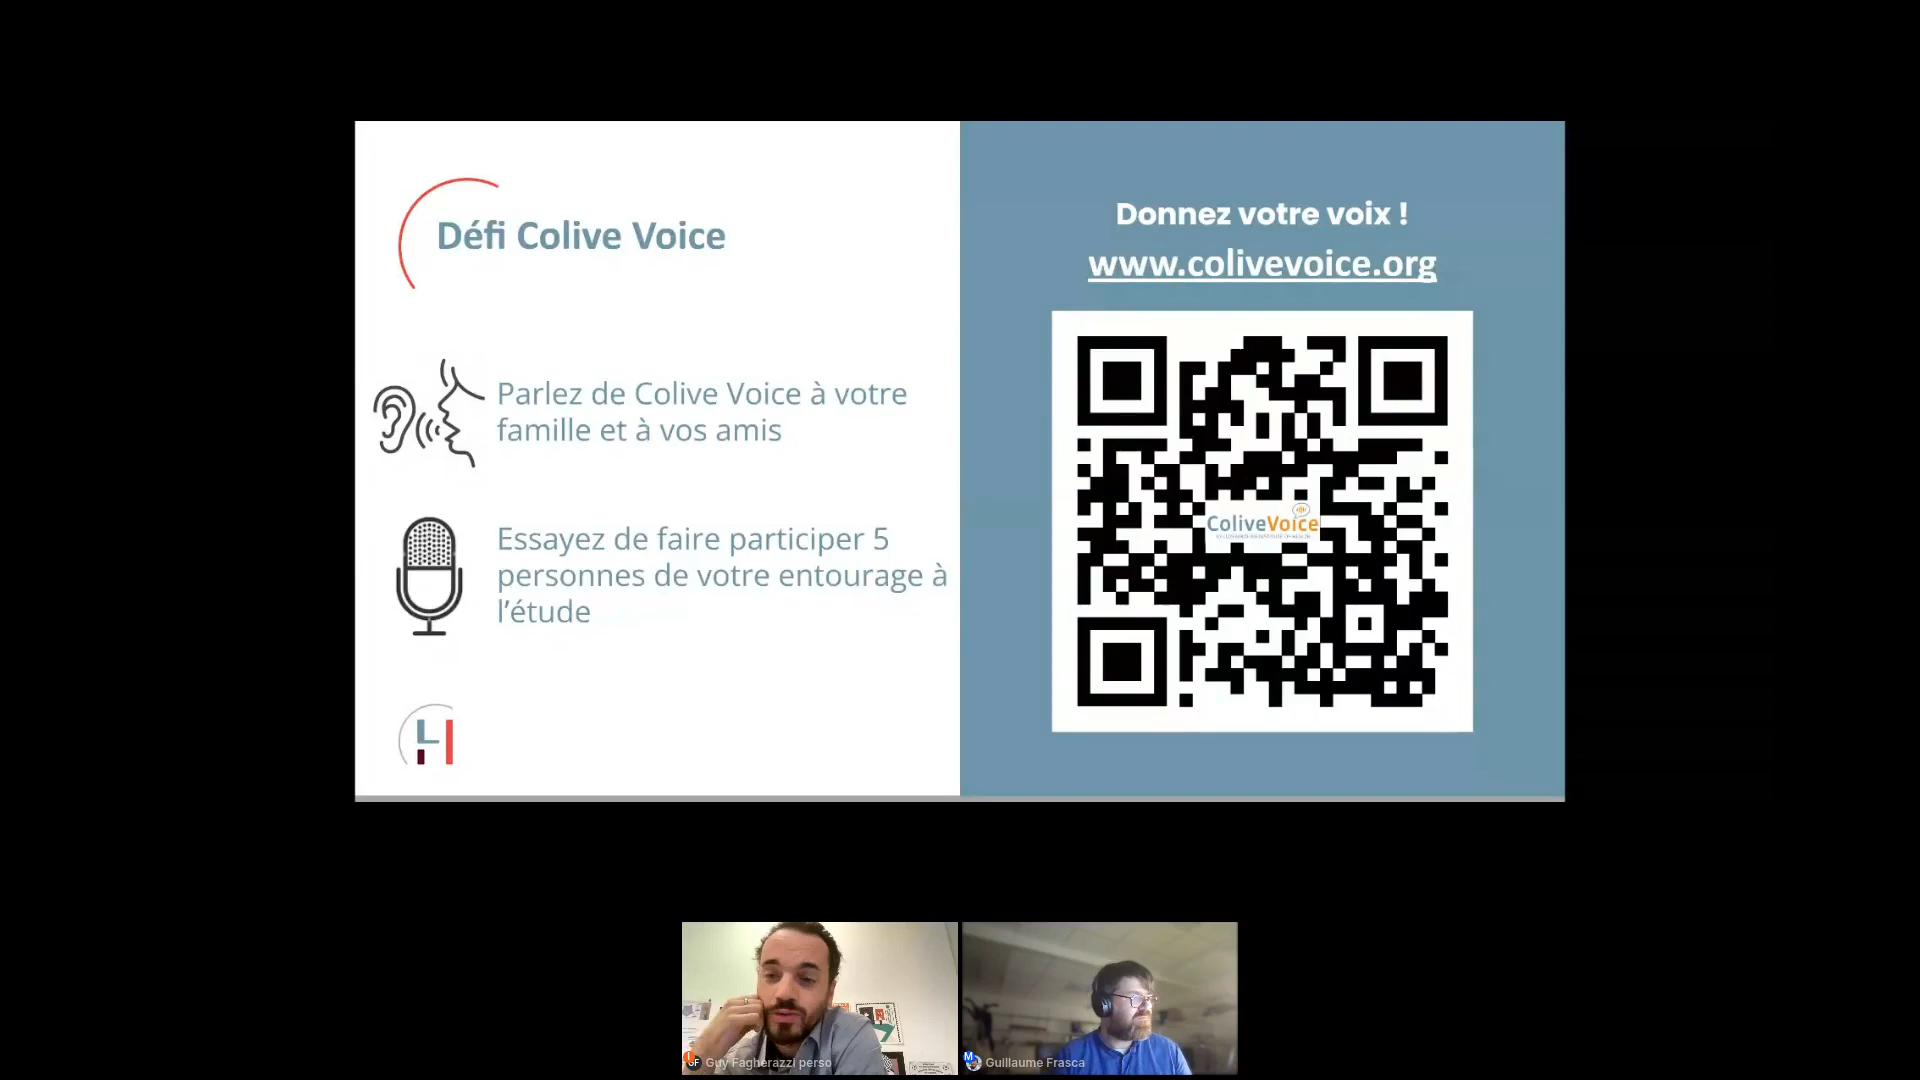 Défi Colive Voice
Parlez de Colive Voice à votre
famille et à vos amis
Essayez de faire participer 5
personnes de votre entourage à
l'étude
Donnez votre voix !
www.colivevoice.org
ColiveVoice
Guy Fagherazzi perso
Guillaume Frasca